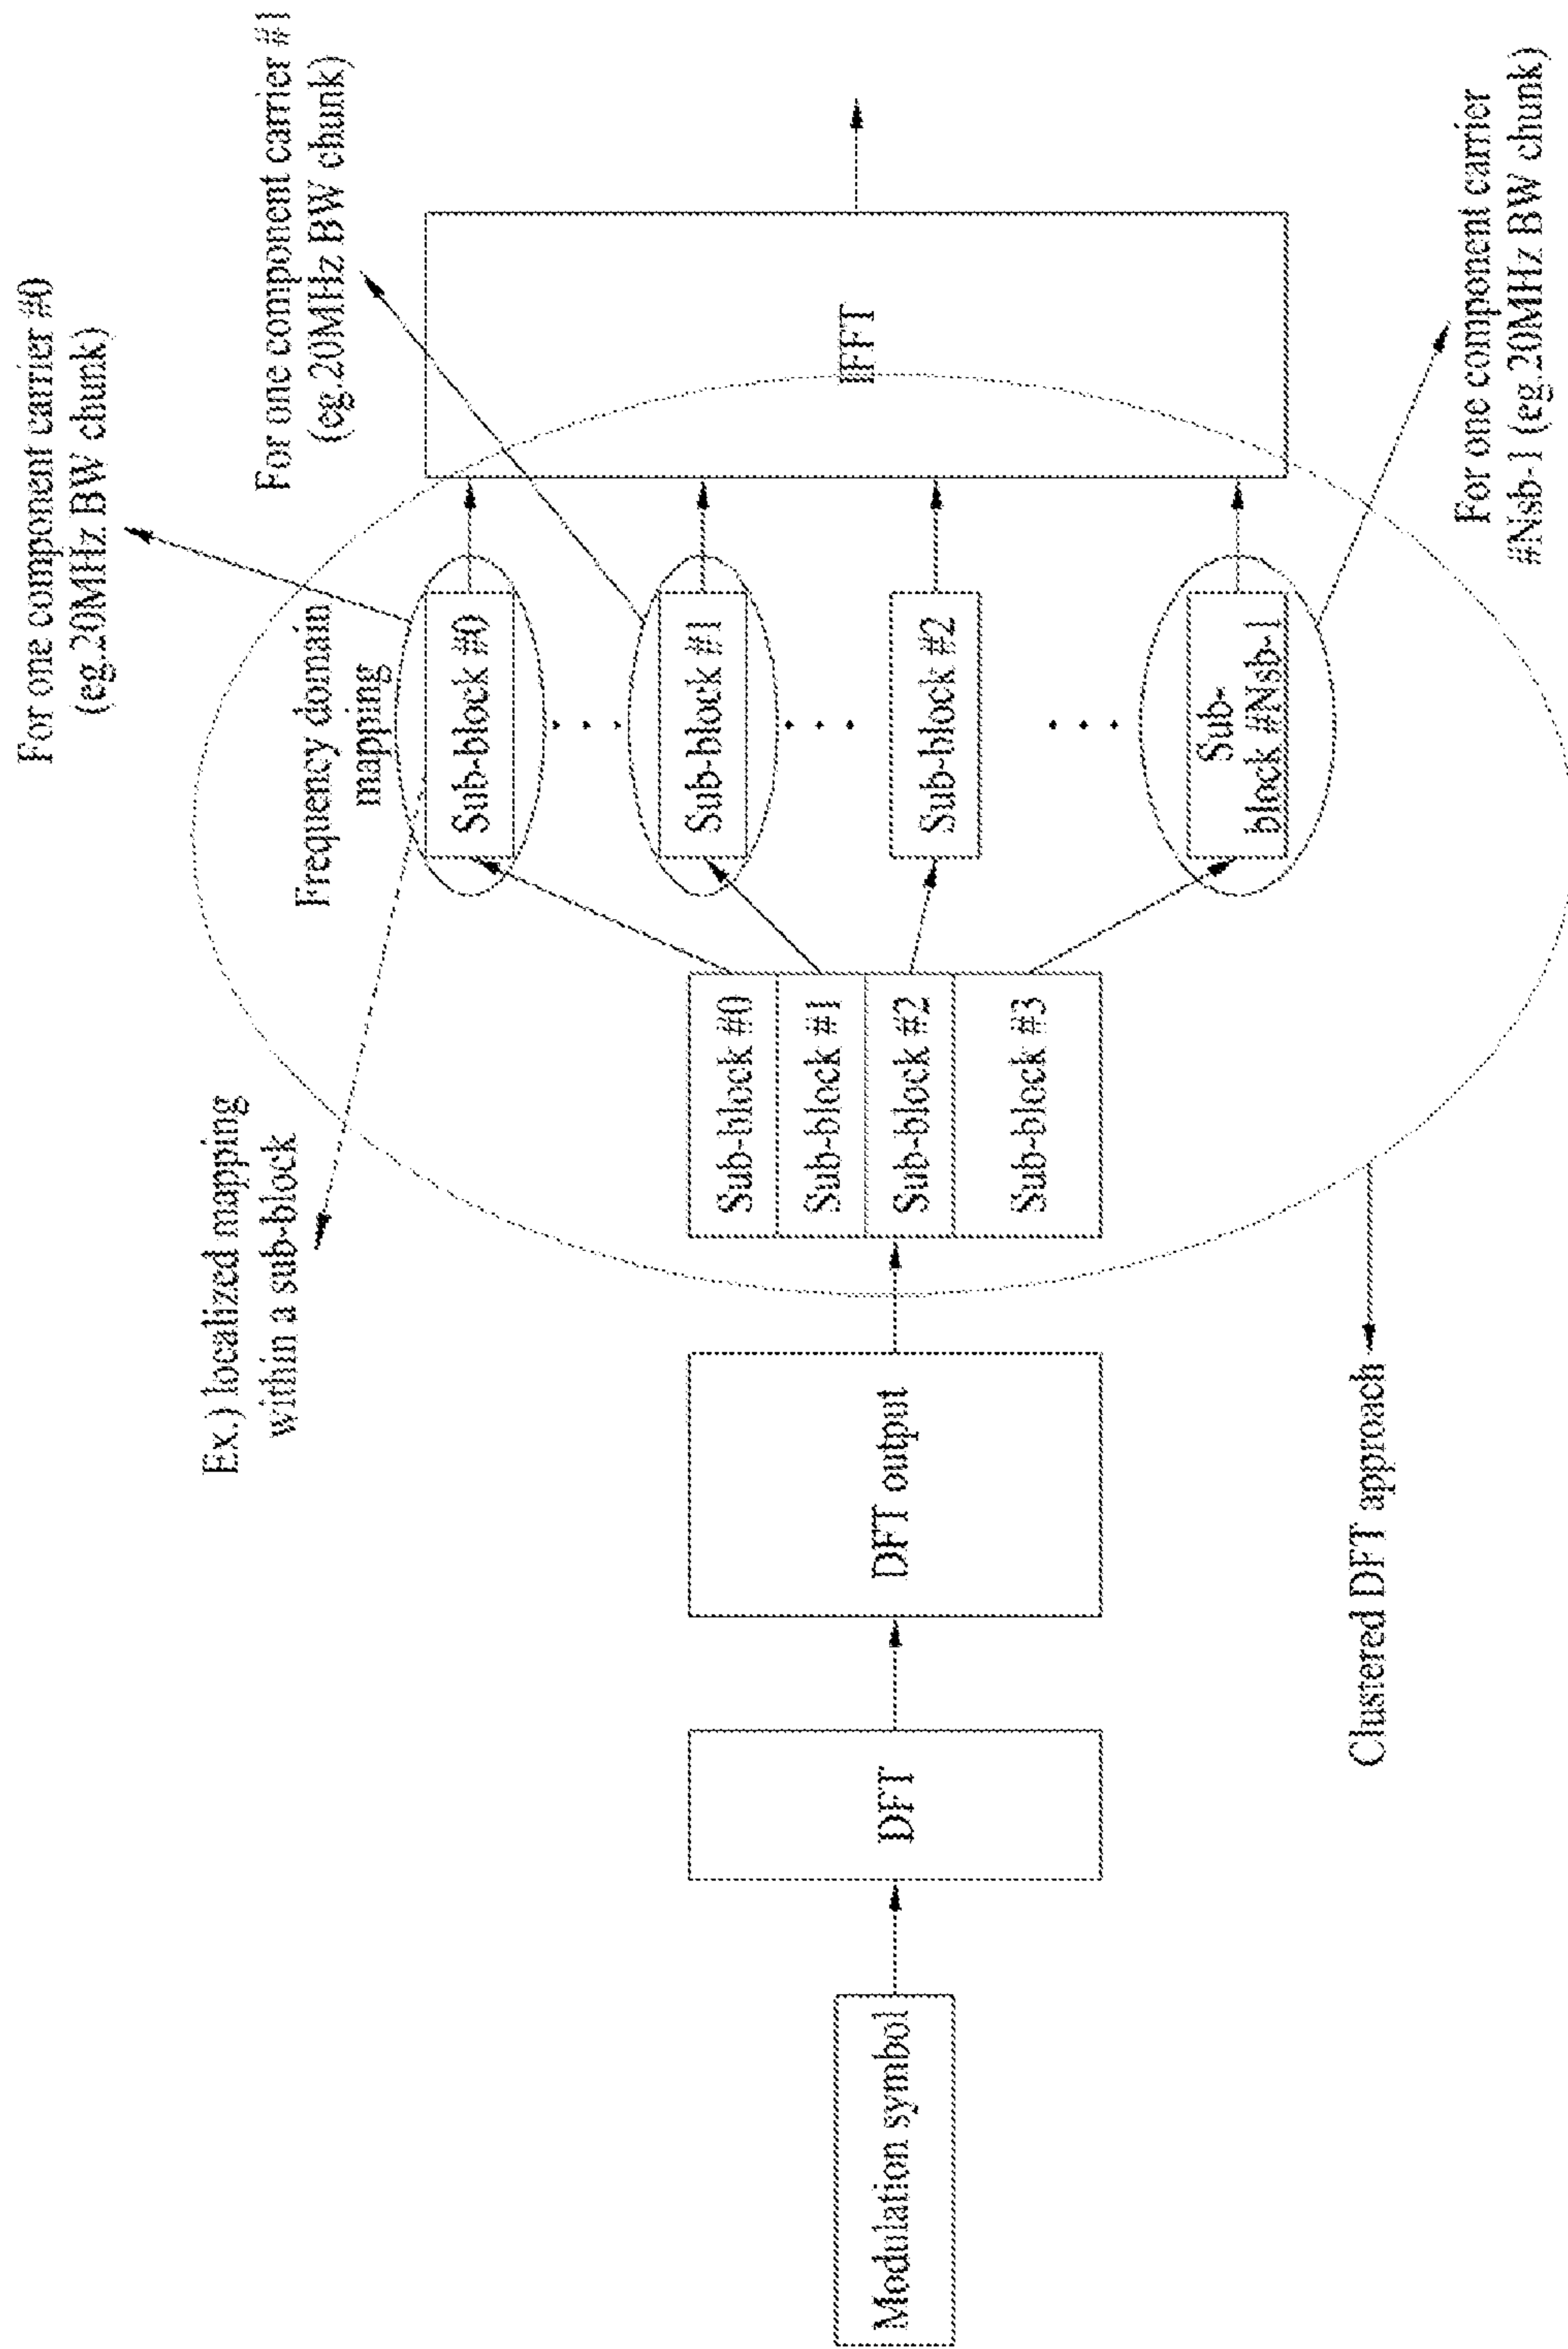 For one component carrier #0
(eg.20MHz BW chunk)
For one component carrier #1
(eg.20MHz BW chunk)
Ex.) localized mapping
within a sub-block
Frequency domain
mapping
Modulation symbol
DFT
DFT output
Sub-block #0
Sub-block #1
Sub-block #2
Sub-block #3
Sub-block #0
Sub-block #1
Sub-block #2
Sub-
block #Nsb-1
IFFT
Clustered DFT approach
For one component carrier
#Nsb-1 (eg.20MHz BW chunk)